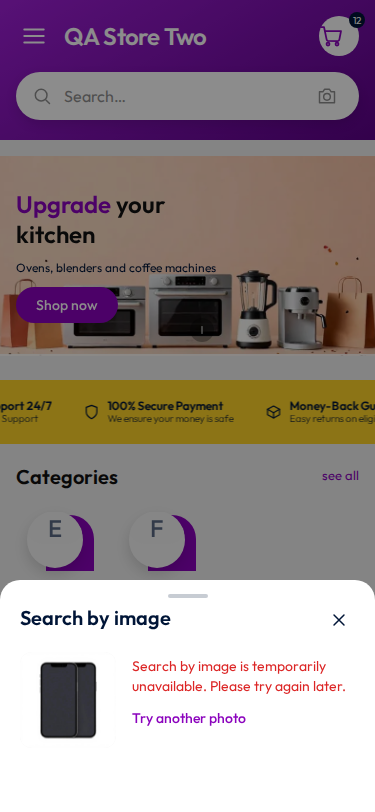 QA Store Two
12
Search...
Upgrade your
kitchen
Ovens, blenders and coffee machines
Shop now
port 24/7
Support
100% Secure Payment
We ensure your money is safe
Money-Back Gu
Easy returns on eligi
Categories
see all
E
F
Search by image
Search by image is temporarily
unavailable. Please try again later.
Try another photo